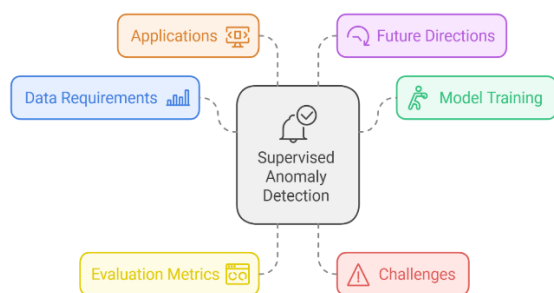 Applications
Future Directions
Data Requirements
Model Training
Supervised
Anomaly
Detection
Evaluation Metrics
Challenges